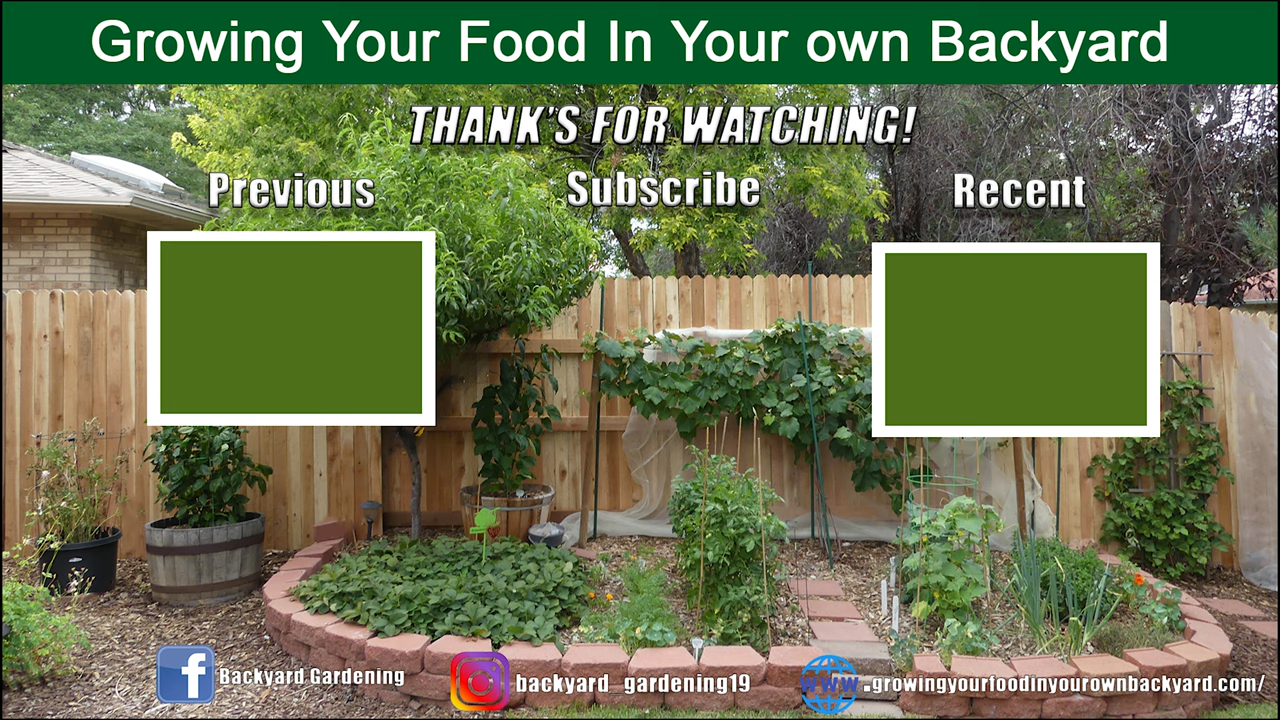 Growing Your Food In Your own Backyard
THANK'S FOR WATCHING!
Previous
Subscribe
Recent
f Backyard Gardening
backyard gardening19
WWW.growingyourfoodinyourownbackyard.com/